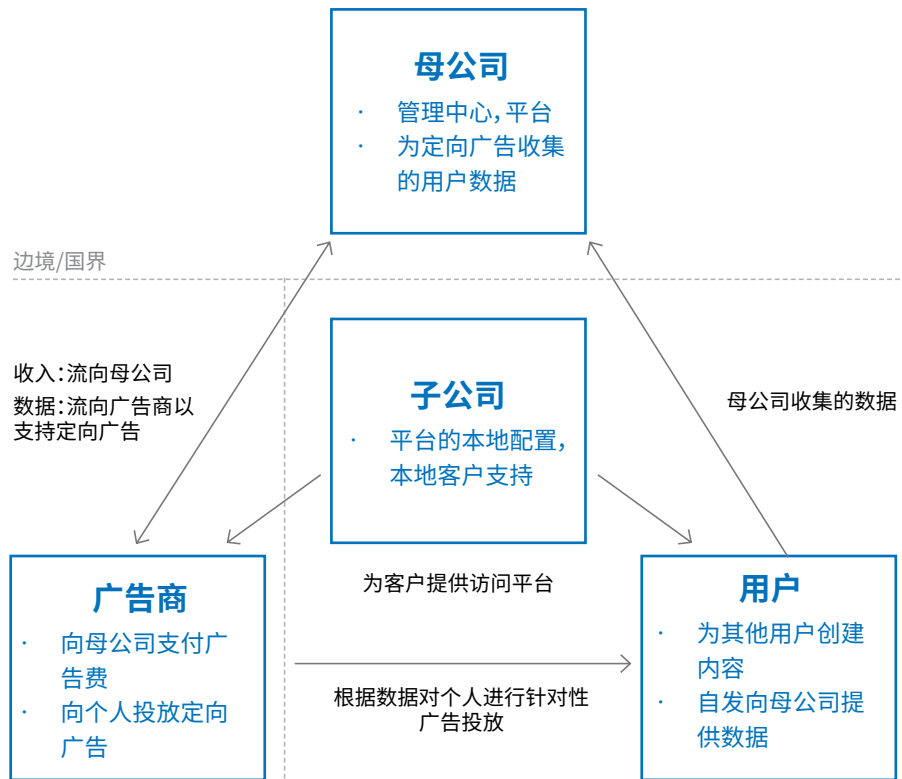 母公司
· 管理中心，平台
· 为定向广告收集
的用户数据
边境/国界
收入：流向母公司
数据：流向广告商以
支持定向广告
子公司
· 平台的本地配置，
本地客户支持
母公司收集的数据
广告商
· 向母公司支付广
告费
· 向个人投放定向
广告
为客户提供访问平台
根据数据对个人进行针对性
广告投放
用户
· 为其他用户创建
内容
· 自发向母公司提
供数据